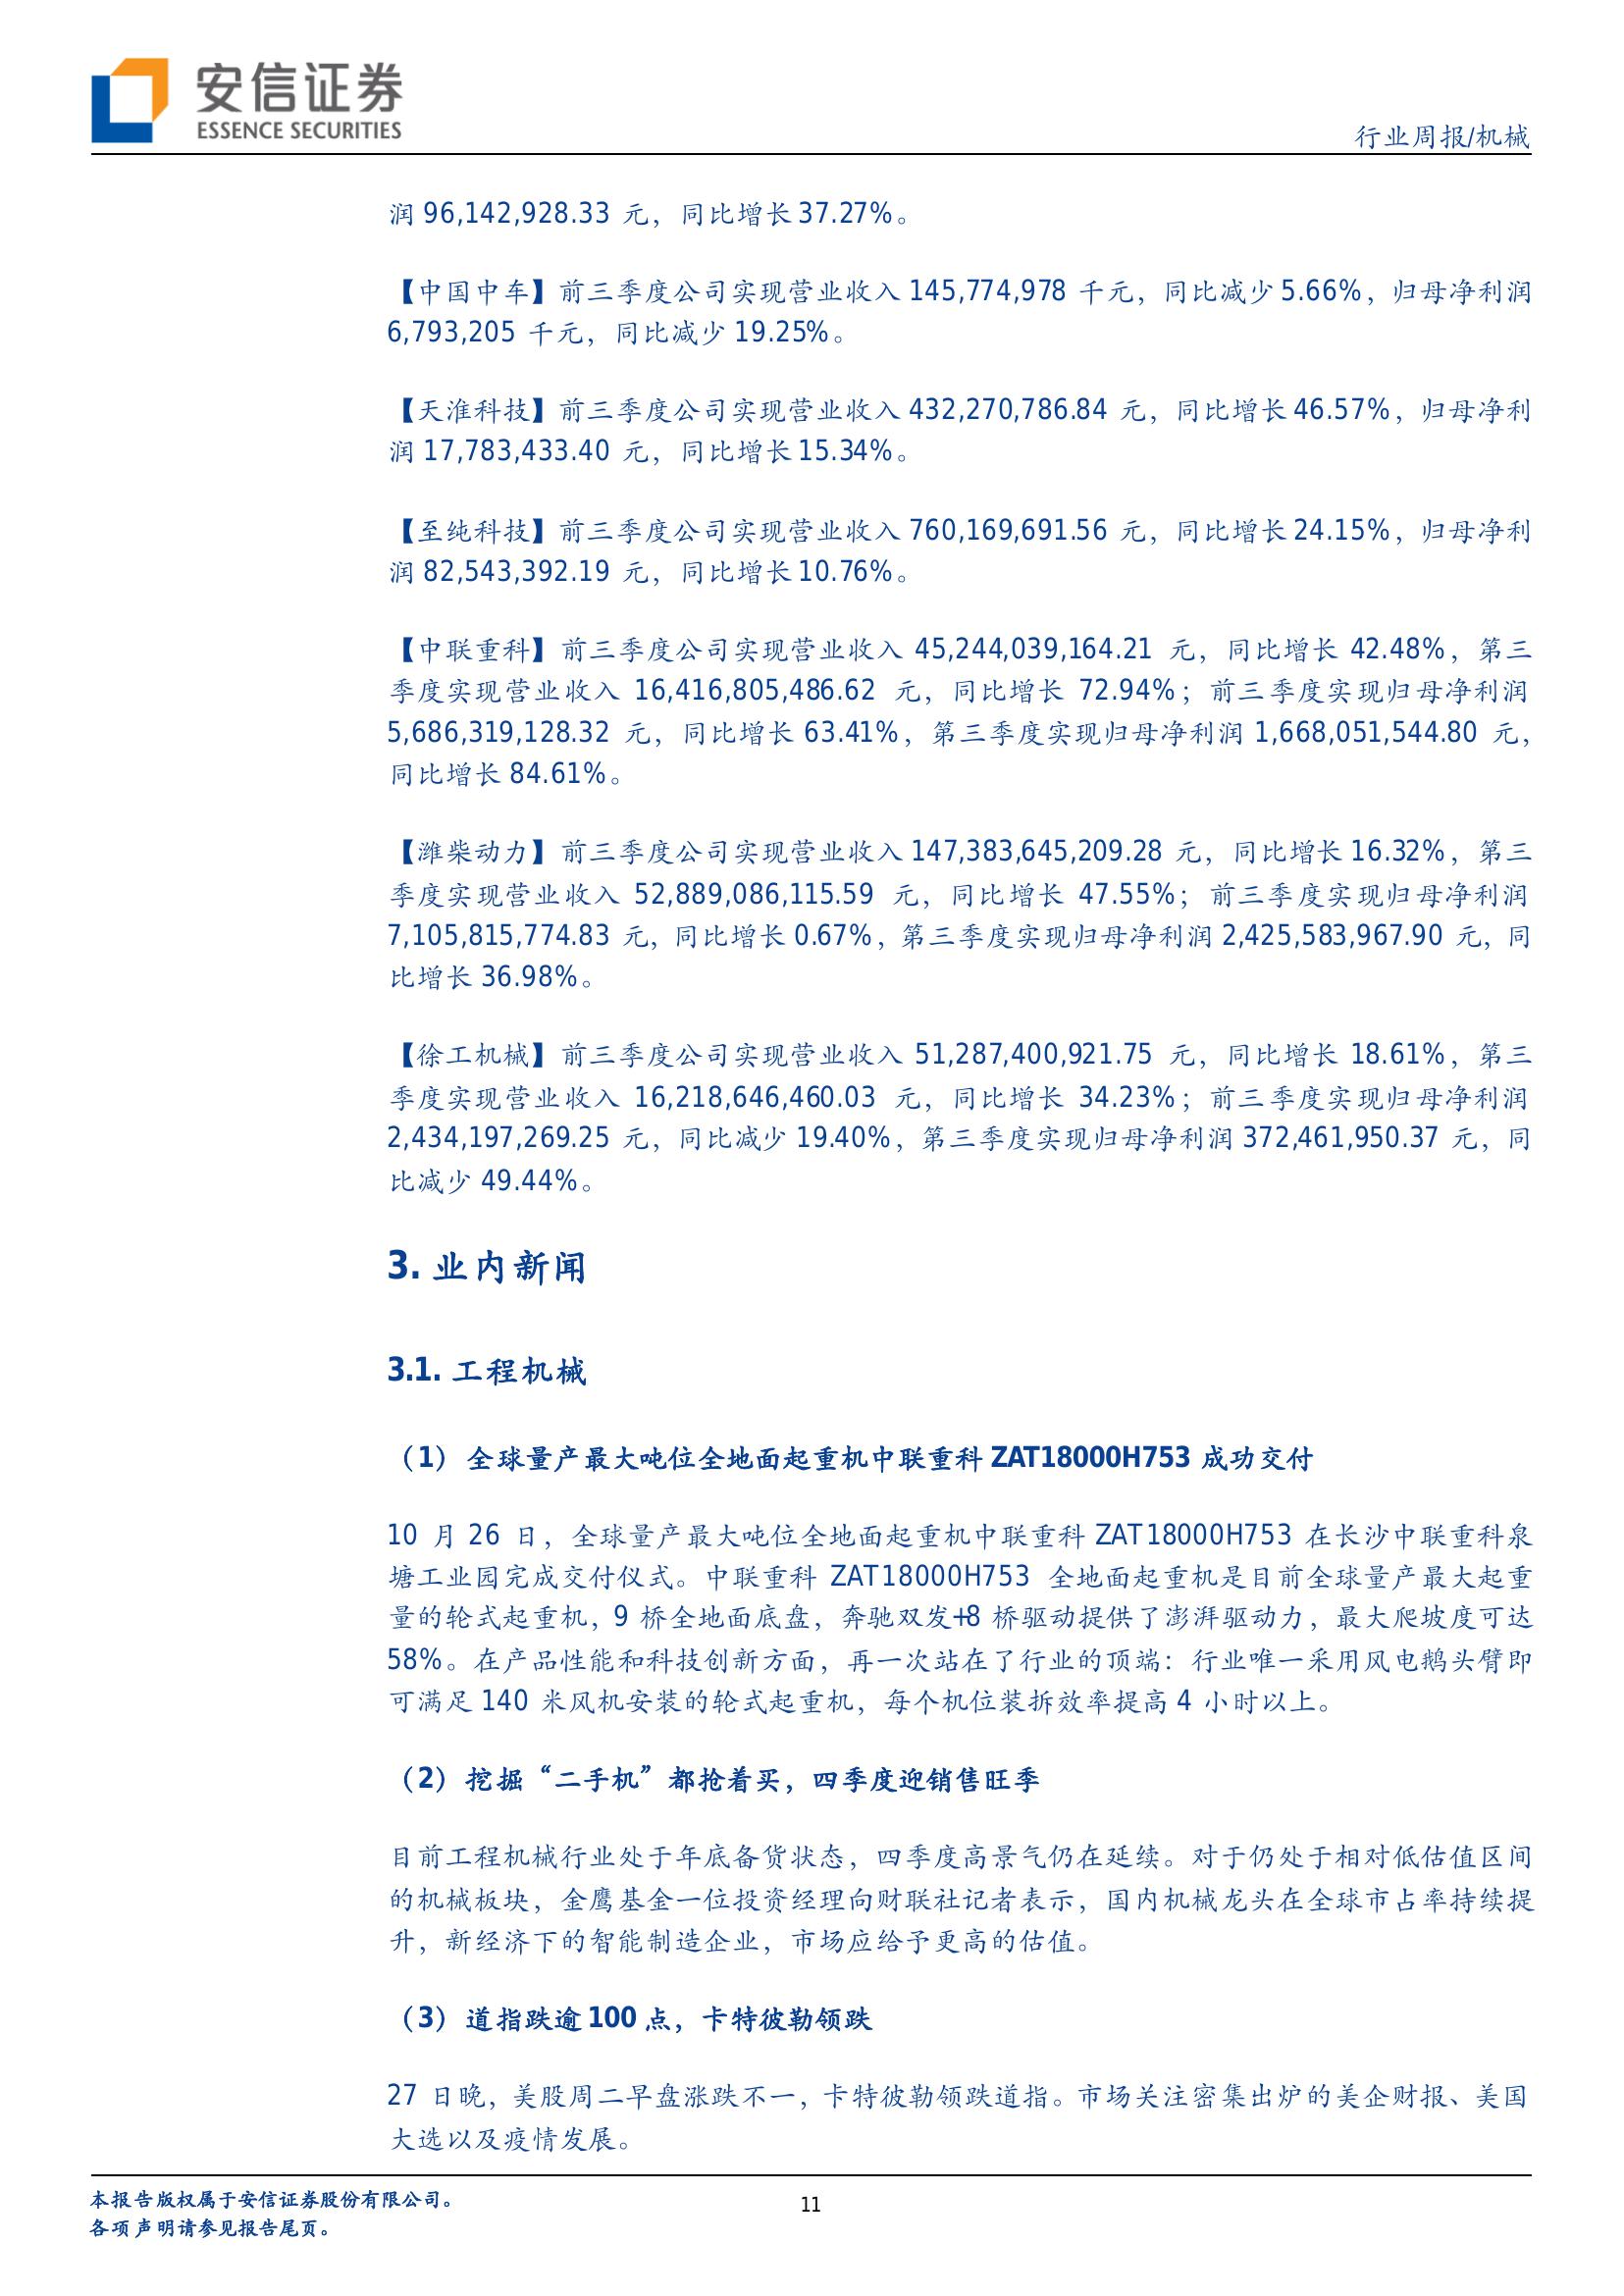 安信证券
ESSENCE SECURITIES
行业周报/机械
润 96,142,928.33 元，同比增长 37.27%。
【中国中车】前三季度公司实现营业收入 145,774,978 千元，同比减少 5.66%，归母净利润
6,793,205 千元，同比减少 19.25%。
【天淮科技】前三季度公司实现营业收入 432,270,786.84 元，同比增长 46.57%，归母净利
润 17,783,433.40 元，同比增长 15.34%。
【至纯科技】前三季度公司实现营业收入 760,169,691.56 元，同比增长 24.15%，归母净利
润 82,543,392.19 元，同比增长 10.76%。
【中联重科】前三季度公司实现营业收入 45,244,039,164.21 元，同比增长 42.48%，第三
季度实现营业收入 16,416,805,486.62 元，同比增长 72.94%；前三季度实现归母净利润
5,686,319,128.32 元，同比增长 63.41%，第三季度实现归母净利润 1,668,051,544.80 元，
同比增长 84.61%。
【潍柴动力】前三季度公司实现营业收入 147,383,645,209.28 元，同比增长 16.32%，第三
季度实现营业收入 52,889,086,115.59 元，同比增长 47.55%；前三季度实现归母净利润
7,105,815,774.83 元，同比增长 0.67%，第三季度实现归母净利润 2,425,583,967.90 元，同
比增长 36.98%。
【徐工机械】前三季度公司实现营业收入 51,287,400,921.75 元，同比增长 18.61%，第三
季度实现营业收入 16,218,646,460.03 元，同比增长 34.23%；前三季度实现归母净利润
2,434,197,269.25 元，同比减少 19.40%，第三季度实现归母净利润 372,461,950.37 元，同
比减少 49.44%。
3. 业内新闻
3.1. 工程机械
（1）全球量产最大吨位全地面起重机中联重科 ZAT18000H753 成功交付
10 月 26 日，全球量产最大吨位全地面起重机中联重科 ZAT18000H753 在长沙中联重科泉
塘工业园完成交付仪式。中联重科 ZAT18000H753 全地面起重机是目前全球量产最大起重
量的轮式起重机，9 桥全地面底盘，奔驰双发+8 桥驱动提供了澎湃驱动力，最大爬坡度可达
58%。在产品性能和科技创新方面，再一次站在了行业的顶端：行业唯一采用风电鹅头臂即
可满足 140 米风机安装的轮式起重机，每个机位装拆效率提高 4 小时以上。
（2）挖掘“二手机”都抢着买，四季度迎销售旺季
目前工程机械行业处于年底备货状态，四季度高景气仍在延续。对于仍处于相对低估值区间
的机械板块，金鹰基金一位投资经理向财联社记者表示，国内机械龙头在全球市占率持续提
升，新经济下的智能制造企业，市场应给予更高的估值。
（3）道指跌逾 100 点，卡特彼勒领跌
27 日晚，美股周二早盘涨跌不一，卡特彼勒领跌道指。市场关注密集出炉的美企财报、美国
大选以及疫情发展。
本报告版权属于安信证券股份有限公司。
各项声明请参见报告尾页。
11